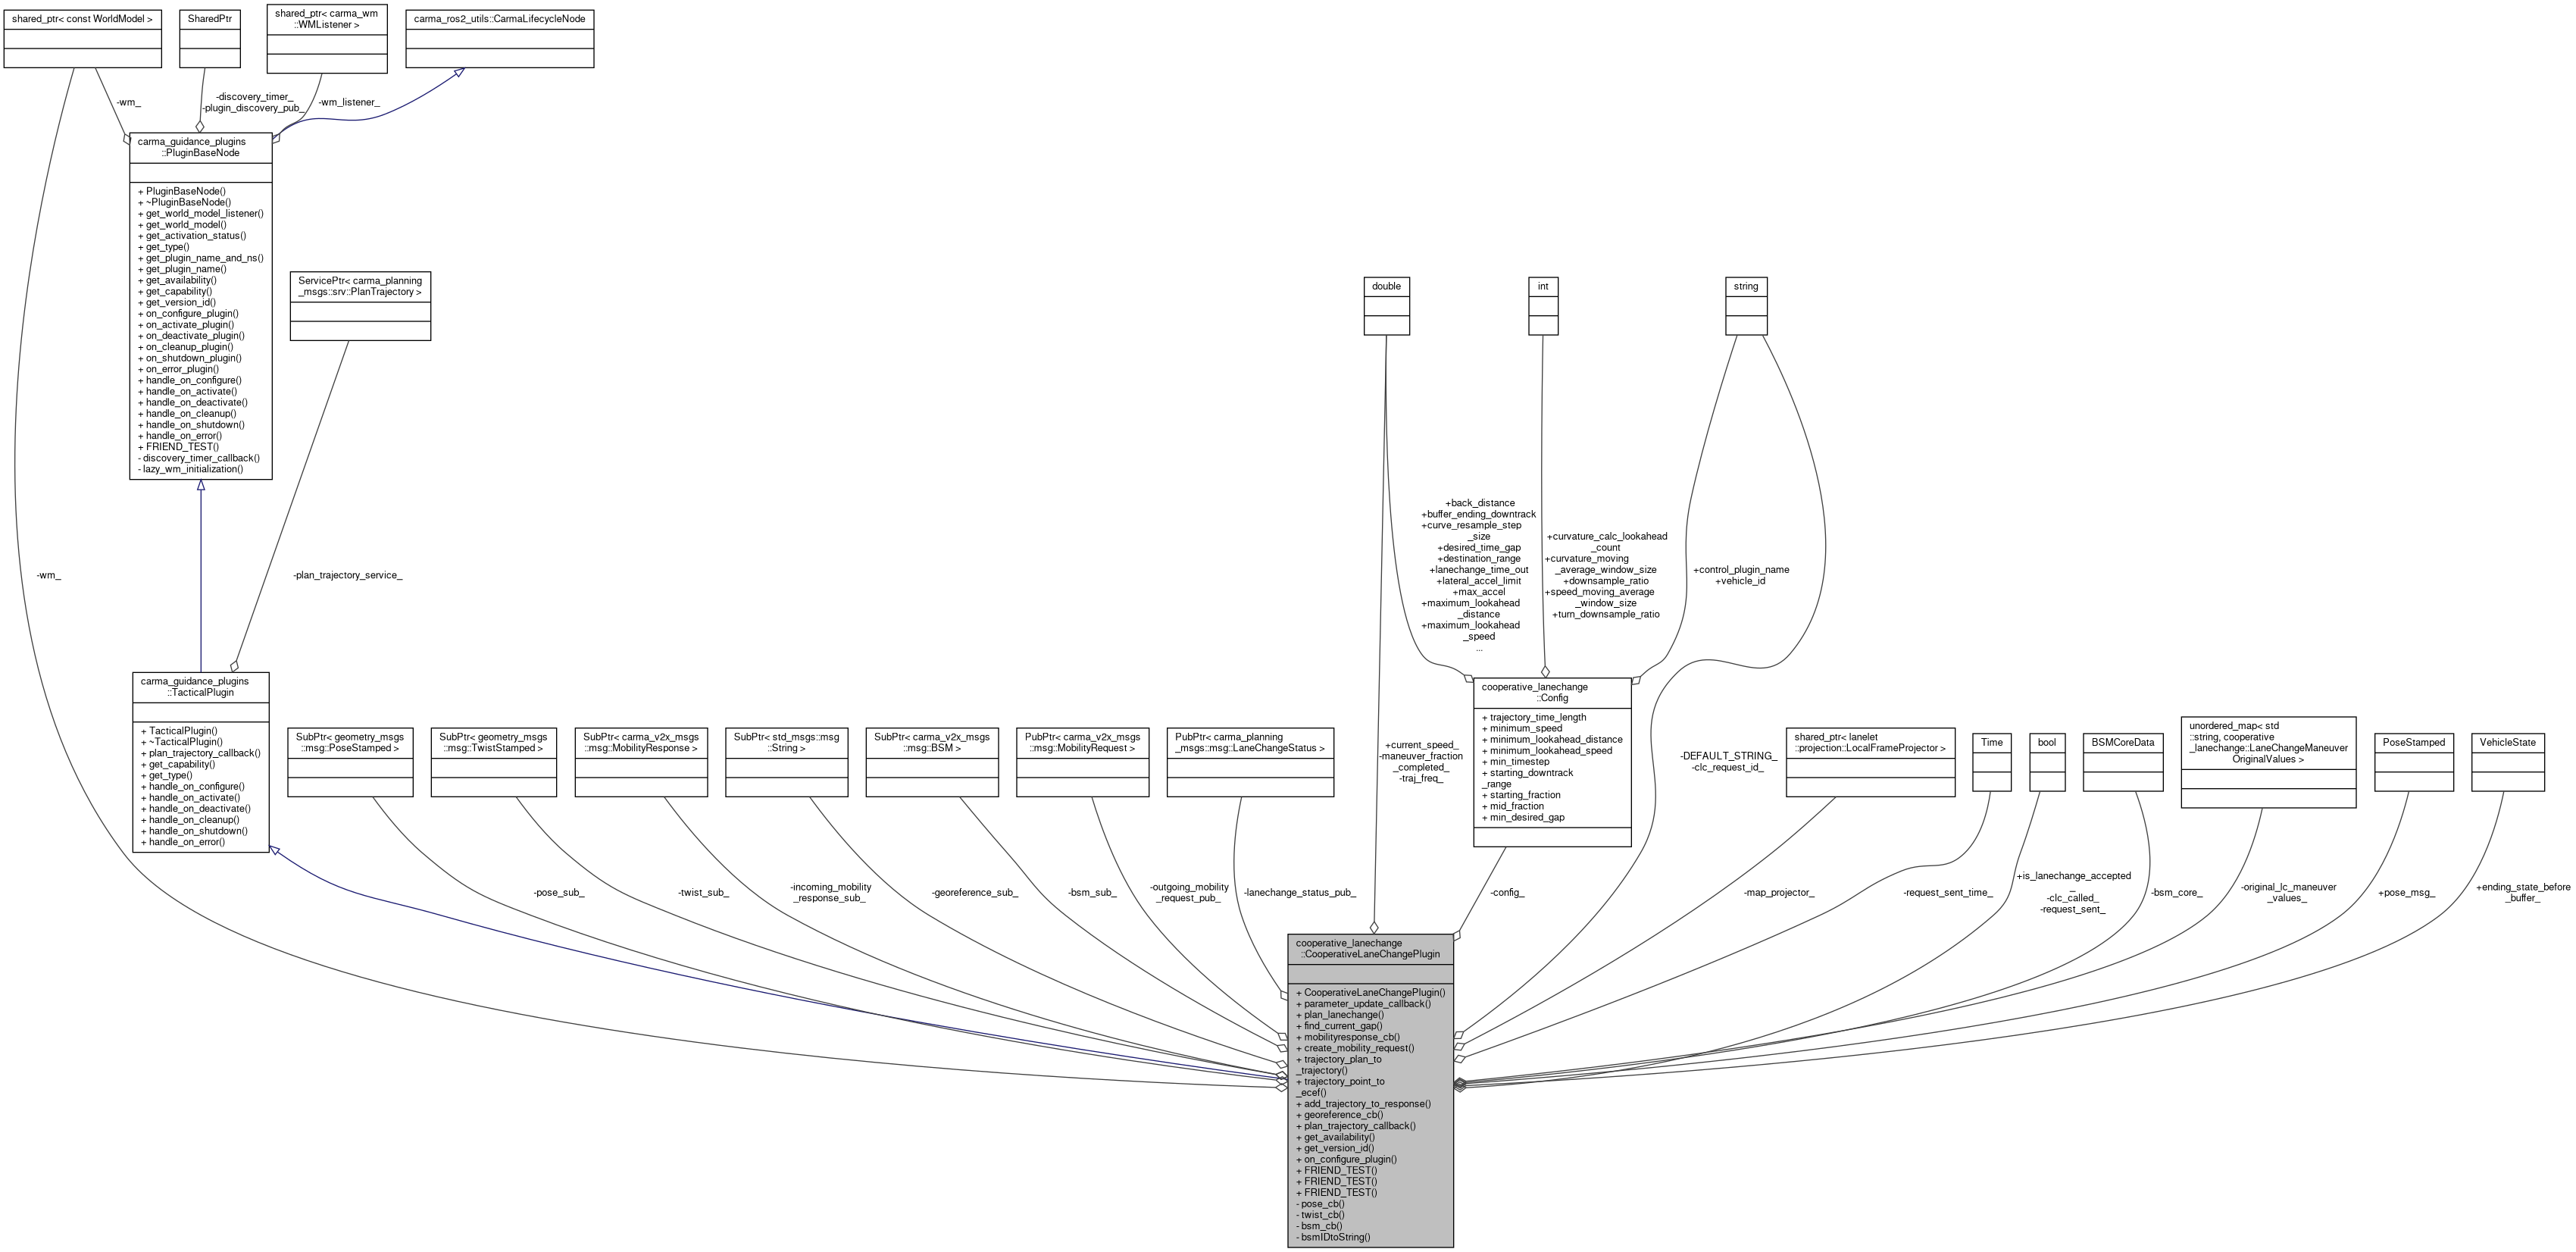 shared_ptr< const WorldModel >
SharedPtr
shared_ptr< carma_wm
::WMListener >
carma_ros2_utils::CarmaLifecycleNode
-wm_
-discovery_timer_
-plugin_discovery_pub_
-wm_listener_
carma_guidance_plugins
::PluginBaseNode
+ PluginBaseNode()
+ ~PluginBaseNode()
+ get_world_model_listener()
+ get_world_model()
+ get_activation_status()
+ get_type()
+ get_plugin_name_and_ns()
+ get_plugin_name()
+ get_availability()
+ get_capability()
+ get_version_id()
+ on_configure_plugin()
+ on_activate_plugin()
+ on_deactivate_plugin()
+ on_cleanup_plugin()
+ on_shutdown_plugin()
+ on_error_plugin()
+ handle_on_configure()
+ handle_on_activate()
+ handle_on_deactivate()
+ handle_on_cleanup()
+ handle_on_shutdown()
+ handle_on_error()
+ FRIEND_TEST()
- discovery_timer_callback()
- lazy_wm_initialization()
ServicePtr< carma_planning
_msgs::srv::PlanTrajectory >
double
int
string
-wm_
-plan_trajectory_service_
+back_distance
+buffer_ending_downtrack
+curve_resample_step
_size
+desired_time_gap
+destination_range
+lanechange_time_out
+lateral_accel_limit
+max_accel
+maximum_lookahead
_distance
+maximum_lookahead
_speed
...
+curvature_calc_lookahead
_count
+curvature_moving
_average_window_size
+downsample_ratio
+speed_moving_average
_window_size
+turn_downsample_ratio
+control_plugin_name
+vehicle_id
carma_guidance_plugins
::TacticalPlugin
+ TacticalPlugin()
+ ~TacticalPlugin()
+ plan_trajectory_callback()
+ get_capability()
+ get_type()
+ handle_on_configure()
+ handle_on_activate()
+ handle_on_deactivate()
+ handle_on_cleanup()
+ handle_on_shutdown()
+ handle_on_error()
SubPtr< geometry_msgs
::msg::PoseStamped >
SubPtr< geometry_msgs
::msg::TwistStamped >
SubPtr< carma_v2x_msgs
::msg::MobilityResponse >
SubPtr< std_msgs::msg
::String >
SubPtr< carma_v2x_msgs
::msg::BSM >
PubPtr< carma_v2x_msgs
::msg::MobilityRequest >
PubPtr< carma_planning
_msgs::msg::LaneChangeStatus >
+current_speed_
-maneuver_fraction
_completed_
-traj_freq_
cooperative_lanechange
::Config
+ trajectory_time_length
+ minimum_speed
+ minimum_lookahead_distance
+ minimum_lookahead_speed
+ min_timestep
+ starting_downtrack
_range
+ starting_fraction
+ mid_fraction
+ min_desired_gap
-DEFAULT_STRING_
-clc_request_id_
shared_ptr< lanelet
::projection::LocalFrameProjector >
Time
bool
BSMCoreData
unordered_map< std
::string, cooperative
_lanechange::LaneChangeManeuver
OriginalValues >
PoseStamped
VehicleState
-pose_sub_
-twist_sub_
-incoming_mobility
_response_sub_
-georeference_sub_
-bsm_sub_
-outgoing_mobility
_request_pub_
-lanechange_status_pub_
-config_
-map_projector_
-request_sent_time_
+is_lanechange_accepted
_
-clc_called_
-request_sent_
-bsm_core_
-original_lc_maneuver
_values_
+pose_msg_
+ending_state_before
_buffer_
cooperative_lanechange
::CooperativeLaneChangePlugin
+ CooperativeLaneChangePlugin()
+ parameter_update_callback()
+ plan_lanechange()
+ find_current_gap()
+ mobilityresponse_cb()
+ create_mobility_request()
+ trajectory_plan_to
_trajectory()
+ trajectory_point_to
_ecef()
+ add_trajectory_to_response()
+ georeference_cb()
+ plan_trajectory_callback()
+ get_availability()
+ get_version_id()
+ on_configure_plugin()
+ FRIEND_TEST()
+ FRIEND_TEST()
+ FRIEND_TEST()
- pose_cb()
- twist_cb()
- bsm_cb()
- bsmIDtoString()